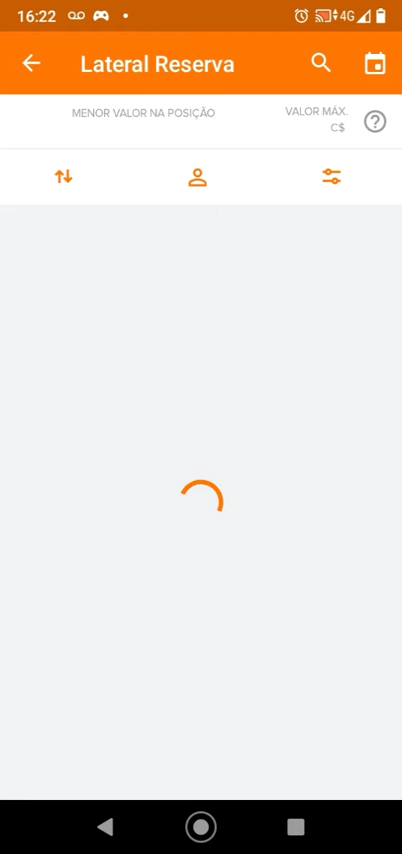 16:22
4G
Lateral Reserva
MENOR VALOR NA POSIÇÃO
VALOR MÁX.
C$